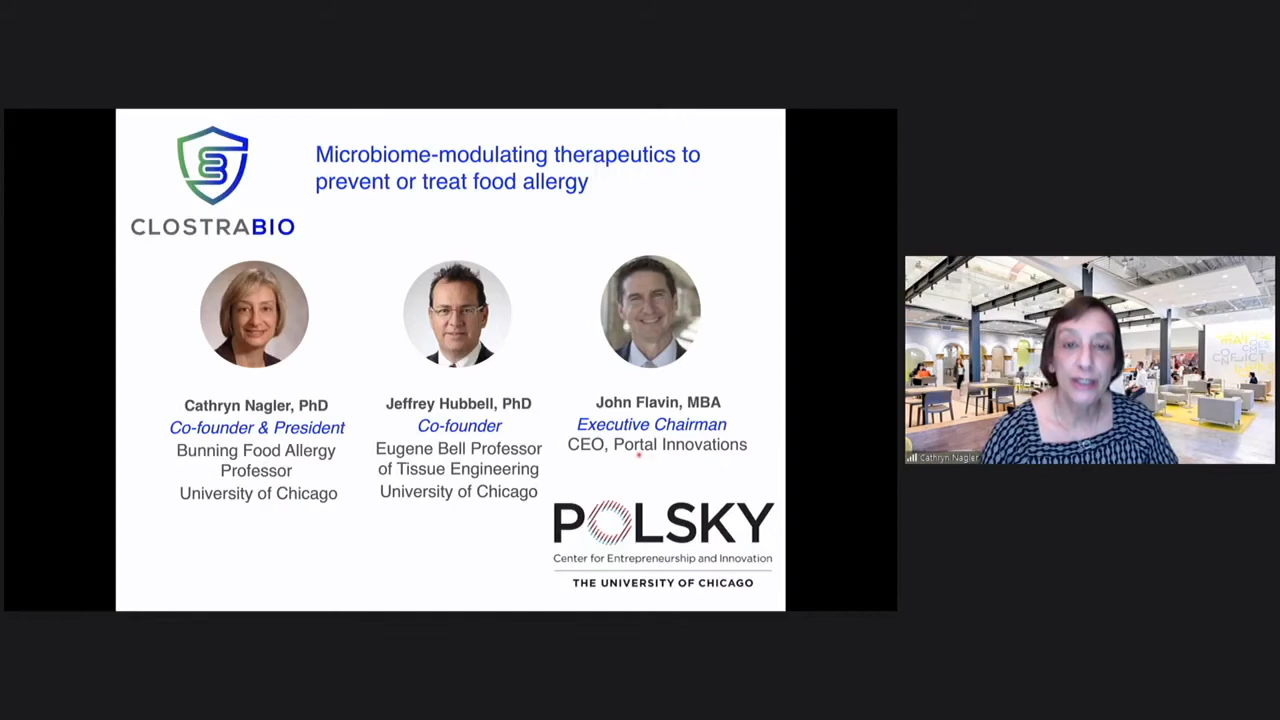 CLOSTRABIO
Microbiome-modulating therapeutics to
prevent or treat food allergy
Cathryn Nagler, PhD
Co-founder & President
Bunning Food Allergy
Professor
University of Chicago
Jeffrey Hubbell, PhD
Co-founder
Eugene Bell Professor
of Tissue Engineering
University of Chicago
John Flavin, MBA
Executive Chairman
CEO, Portal Innovations
POLSKY
Center for Entrepreneurship and Innovation
THE UNIVERSITY OF CHICAGO
Cathryn Nagler